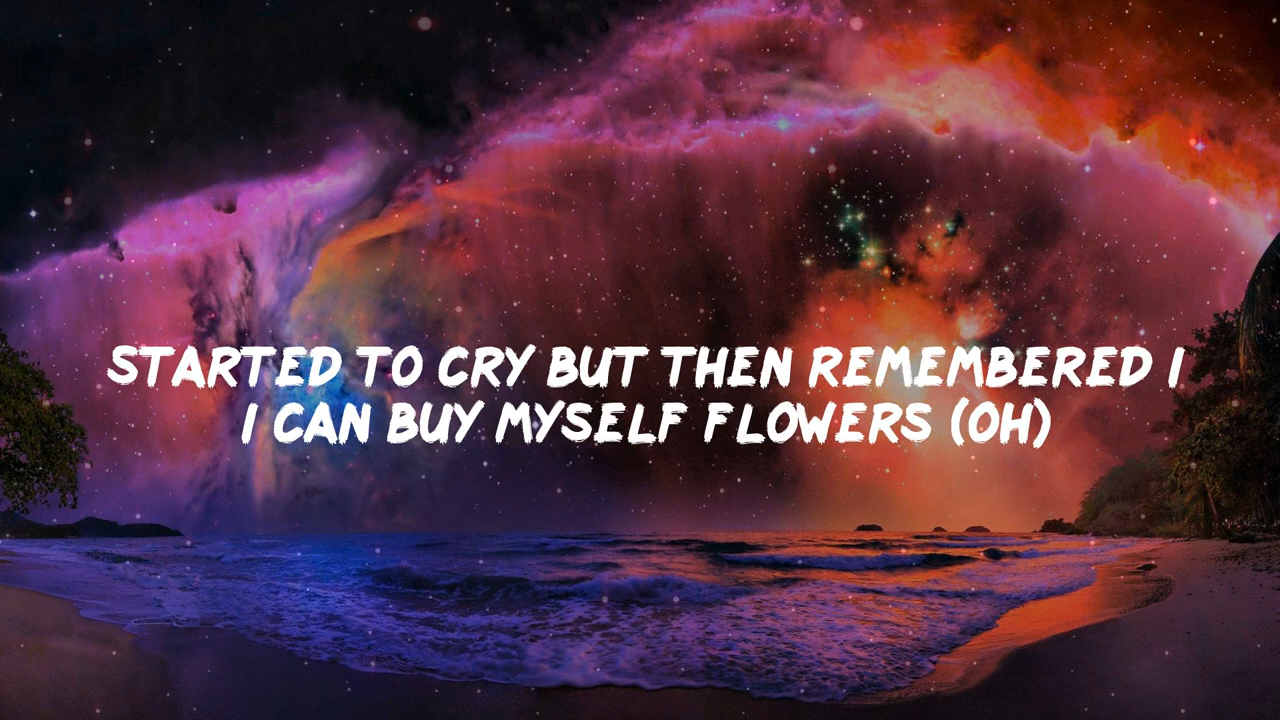 STARTED TO CRY BUT THEN REMEMBERED I
I CAN BUY MYSELF FLOWERS (OH)